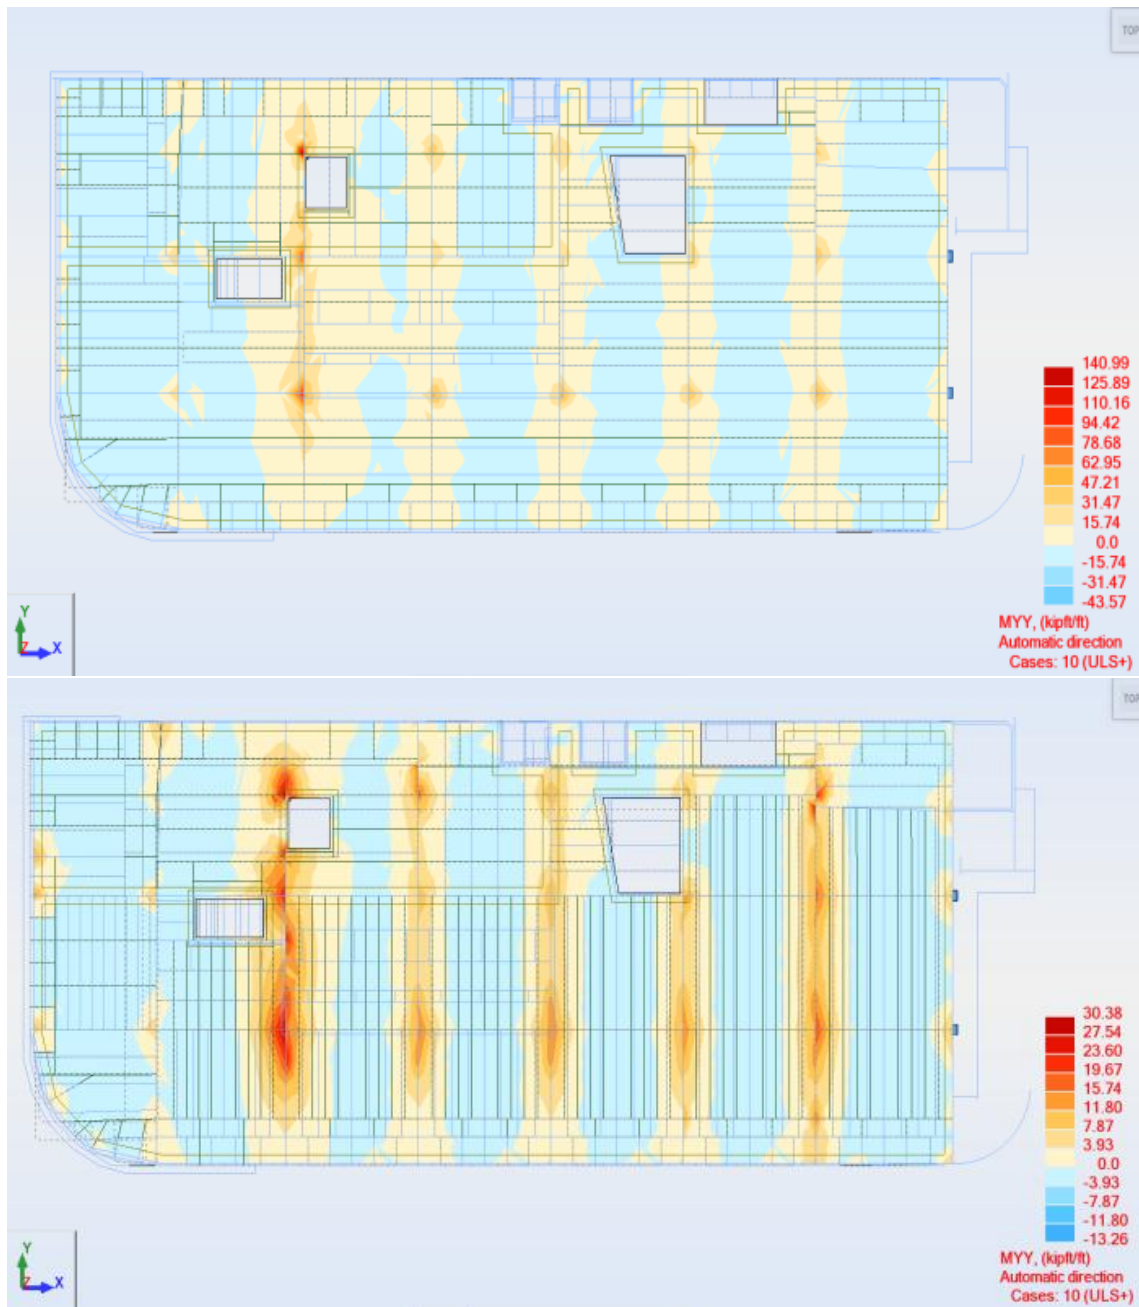 TOP
140.99
125.89
110.16
94.42
78.68
62.95
47.21
31.47
15.74
0.0
-15.74
-31.47
-43.57
MYY, (kipft/ft)
Automatic direction
Cases: 10 (ULS+)
Y
Z X
TOP
30.38
27.54
23.60
19.67
15.74
11.80
7.87
3.93
0.0
-3.93
-7.87
-11.80
-13.26
MYY, (kipft/ft)
Automatic direction
Cases: 10 (ULS+)
Y
Z X